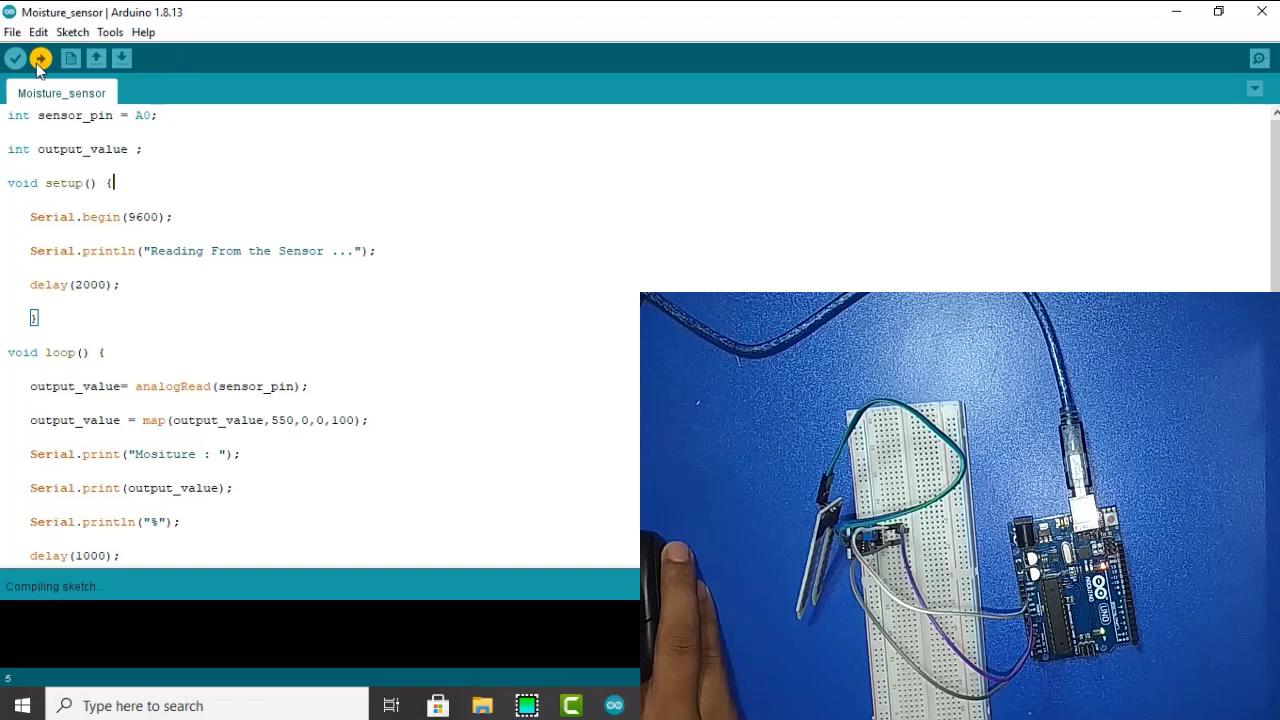 Moisture_sensor | Arduino 1.8.13
File Edit Sketch Tools Help
Moisture_sensor
int sensor_pin = A0;
int output_value ;
void setup() {
Serial.begin(9600);
Serial.println("Reading From the Sensor ...");
delay(2000);
}
void loop() {
output_value= analogRead(sensor_pin);
output_value = map(output_value,550,0,0,100);
Serial.print("Mositure : ");
Serial.print(output_value);
Serial.println("%");
delay(1000);
Compiling sketch...
5
Type here to search
ARDUINO
UNO